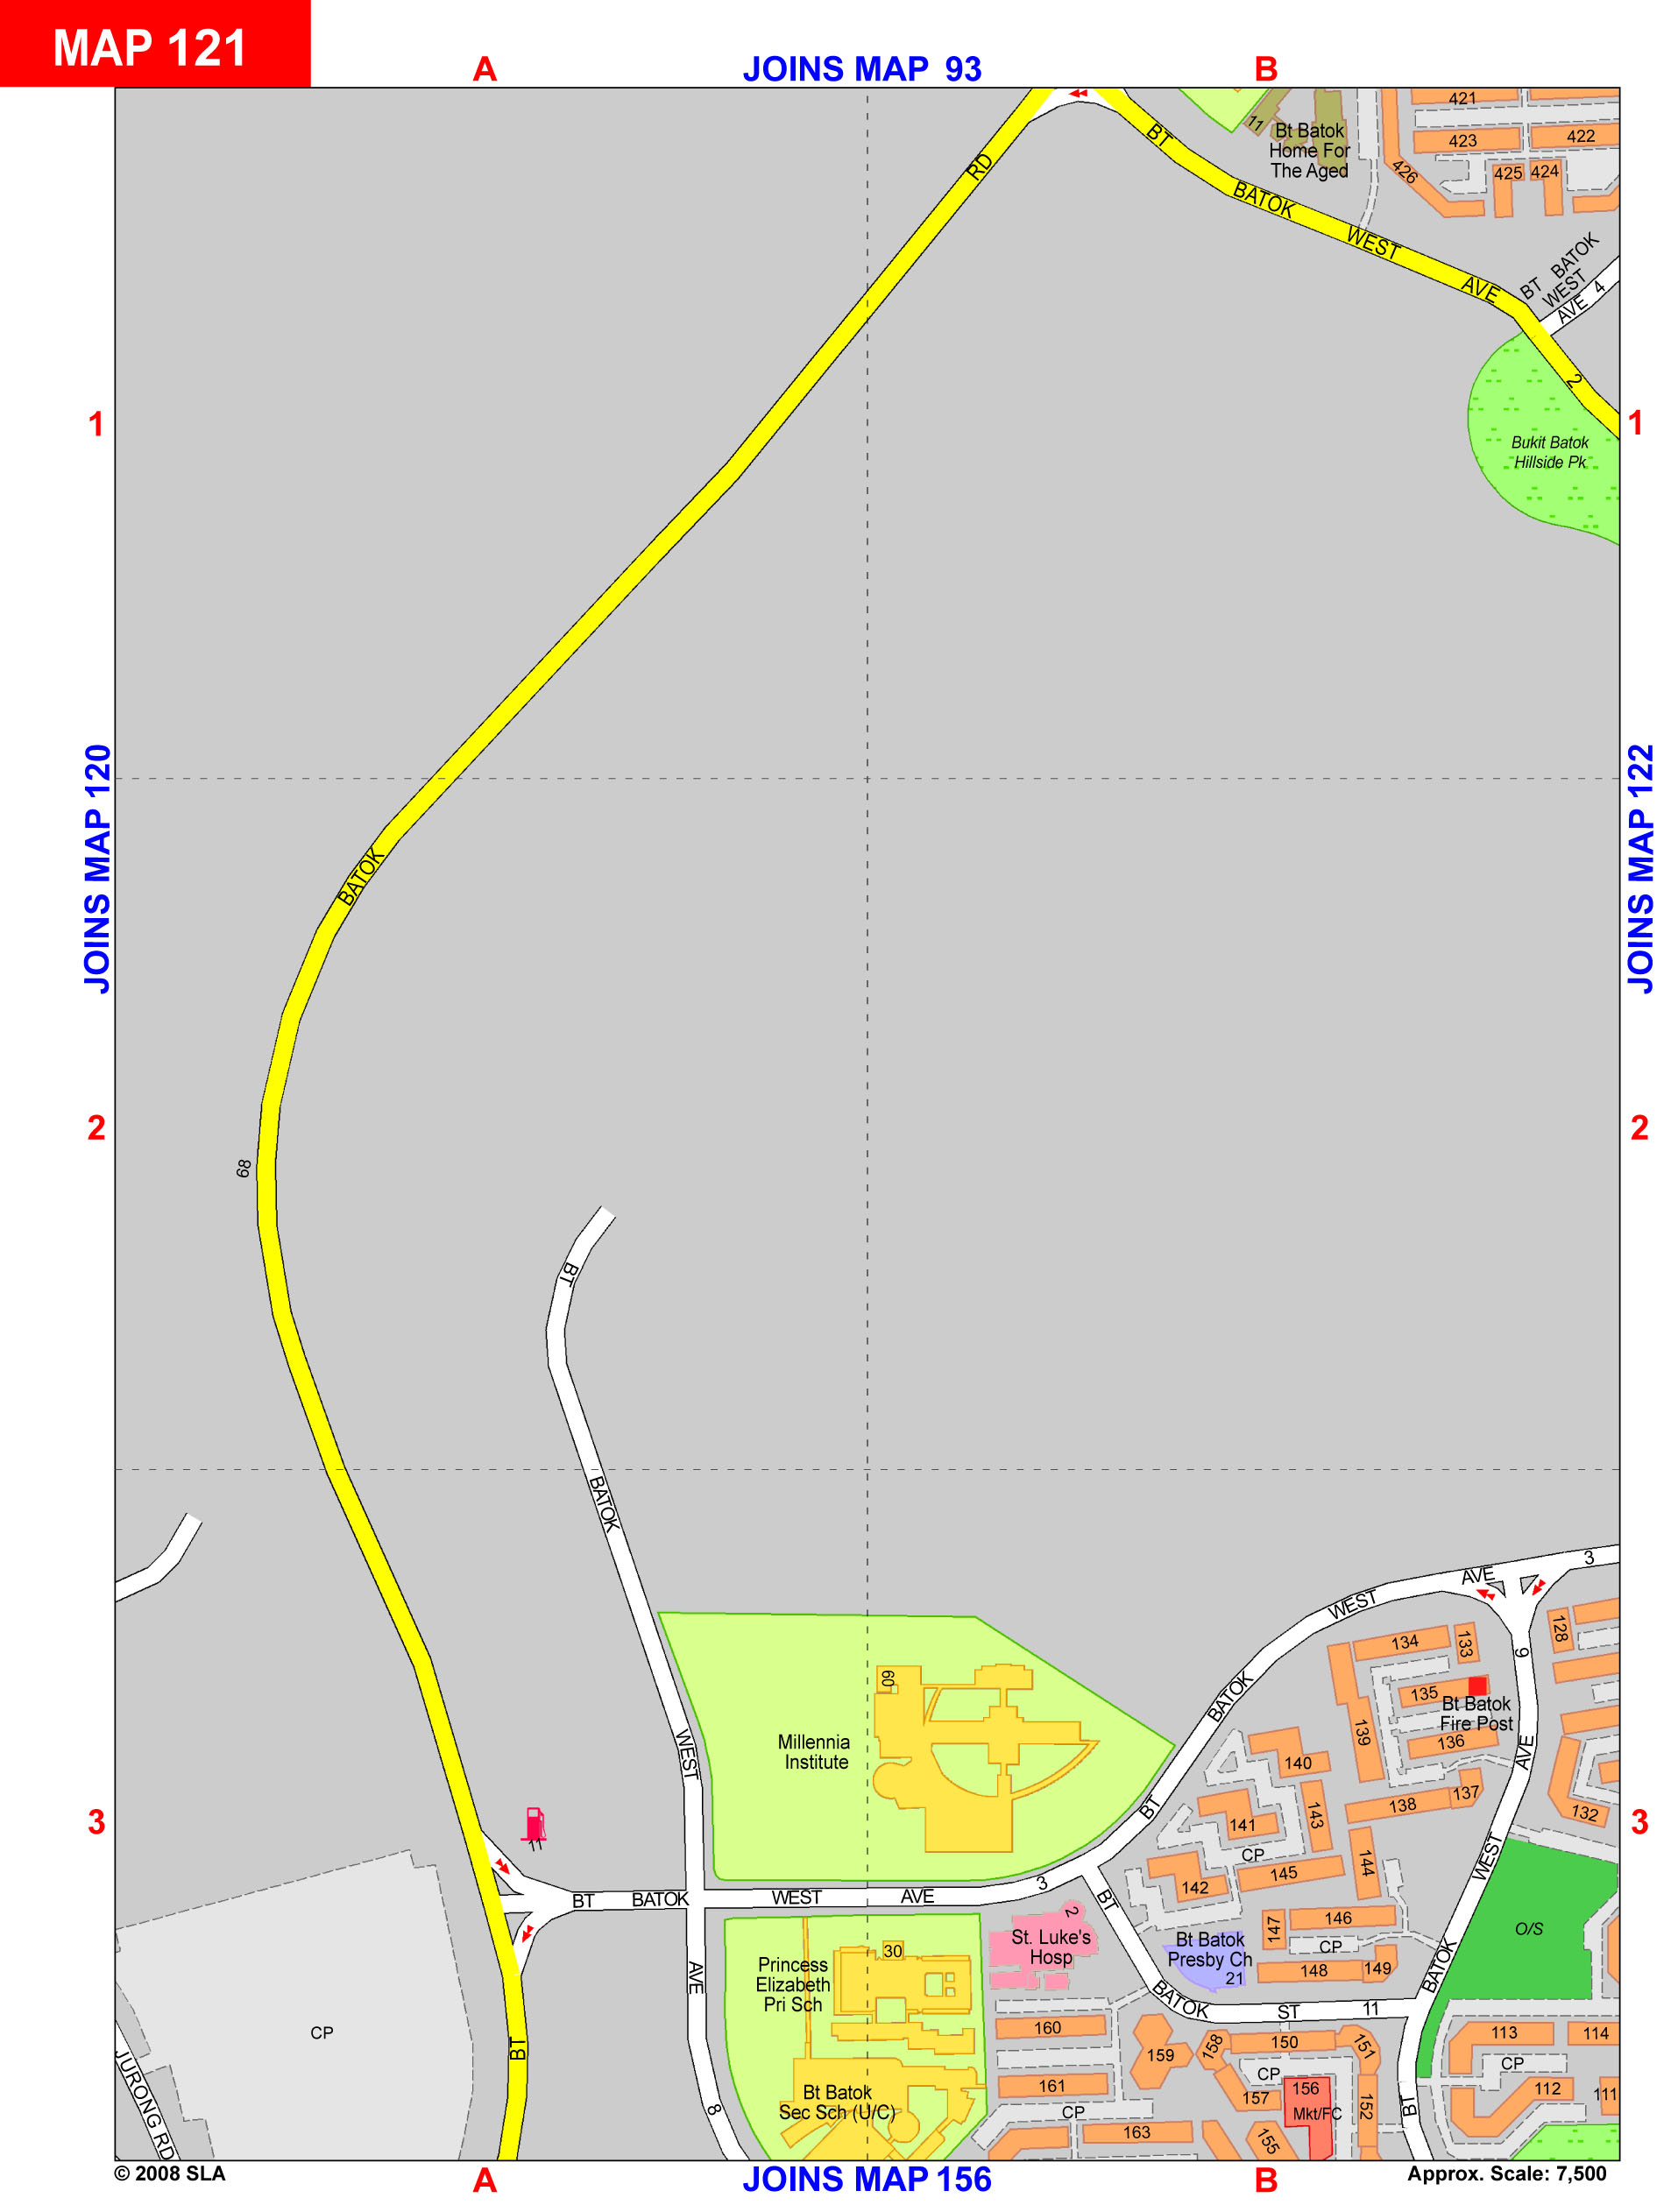 MAP 121
A
JOINS MAP 93
B
421
423
422
425
424
426
11
Bt Batok
Home For
The Aged
RD
BT
BATOK
WEST
AVE
2
BT BATOK
WEST
AVE 4
1
1
Bukit Batok
Hillside Pk
JOINS MAP 120
JOINS MAP 122
BATOK
2
2
68
BT
BATOK
WEST
AVE
8
3
AVE
WEST
BATOK
BT
134
133
128
6
135
Bt Batok
Fire Post
136
139
60
Millennia
Institute
140
137
138
AVE
132
3
3
11
141
143
CP
145
144
142
WEST
BT
BATOK
WEST
AVE
3
2
St. Luke's
Hosp
BT
147
146
CP
148
149
Bt Batok
Presby Ch
21
O/S
BATOK
30
Princess
Elizabeth
Pri Sch
BATOK
ST
11
CP
BT
160
159
158
150
151
113
114
CP
161
157
CP
156
Mkt/FC
152
112
111
BT
Bt Batok
Sec Sch (U/C)
CP
163
155
JURONG RD
© 2008 SLA
A
JOINS MAP 156
B
Approx. Scale: 7,500